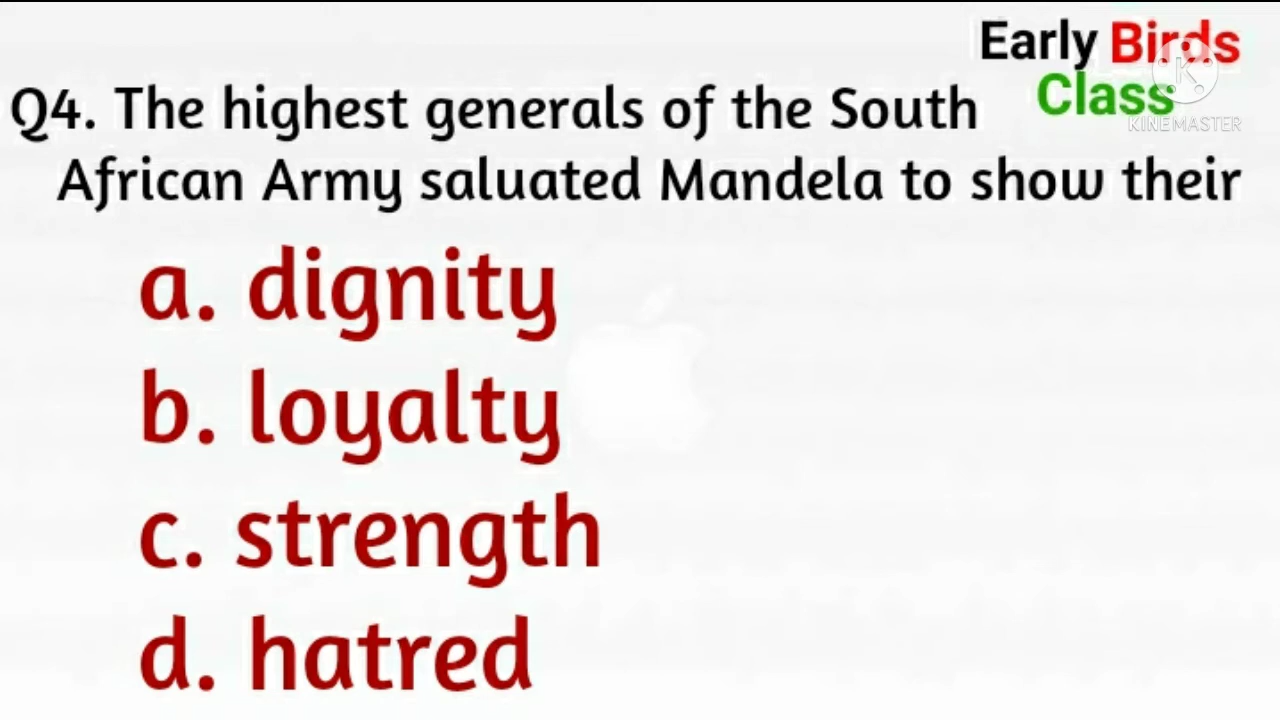 Early Birds
Class
KINEMASTER
Q4. The highest generals of the South
African Army saluated Mandela to show their
a. dignity
b. loyalty
c. strength
d. hatred